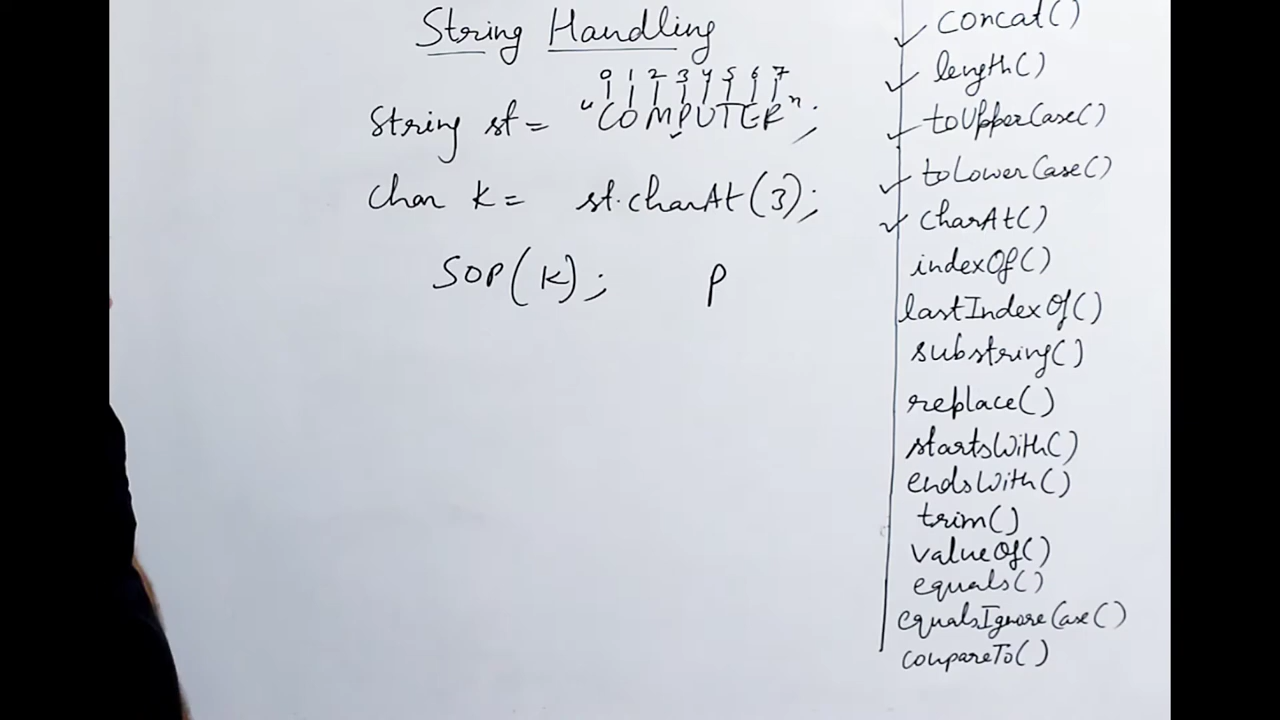 String Handling
0 1 2 3 4 5 6 7
String st = "COMPUTER";
Char k = st.charAt(3);
SOP(k); P
concat()
length()
toUpperCase()
toLowerCase()
charAt()
indexOf()
lastIndexOf()
substring()
replace()
startsWith()
endsWith()
trim()
valueOf()
equals()
equalsIgnoreCase()
compareTo()